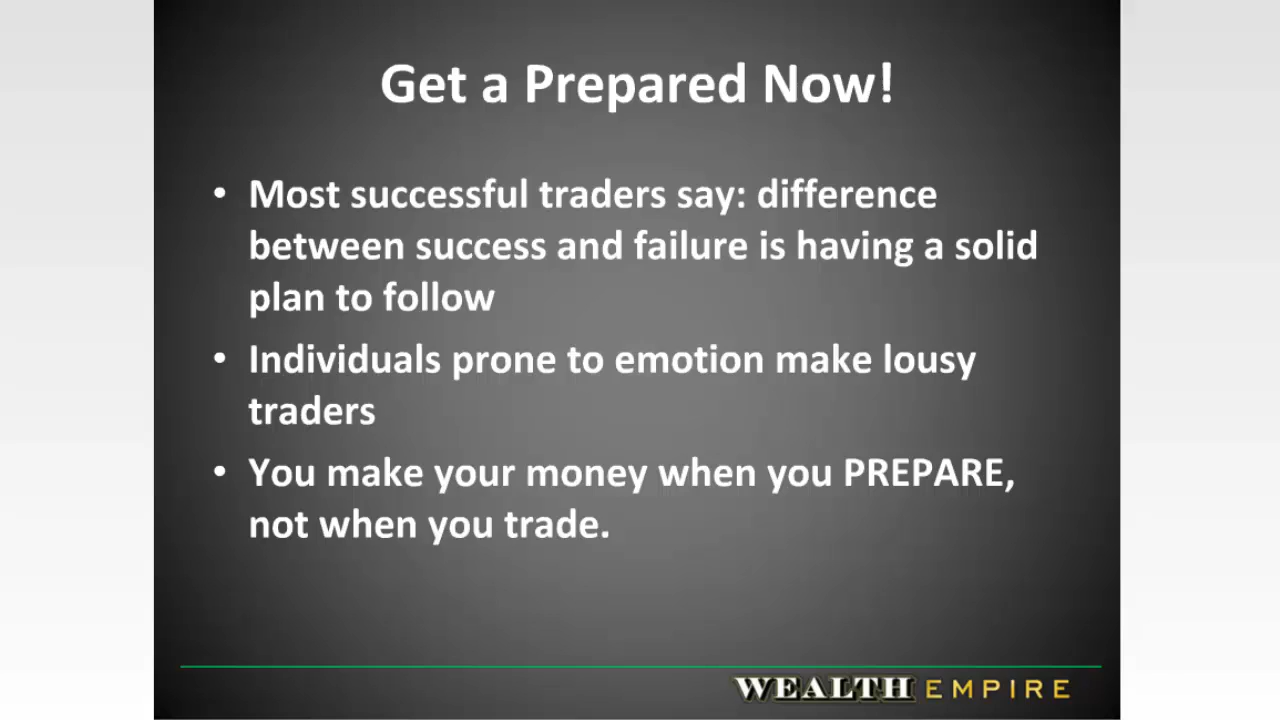 Get a Prepared Now!
• Most successful traders say: difference
between success and failure is having a solid
plan to follow
• Individuals prone to emotion make lousy
traders
• You make your money when you PREPARE,
not when you trade.
WEALTH EMPIRE